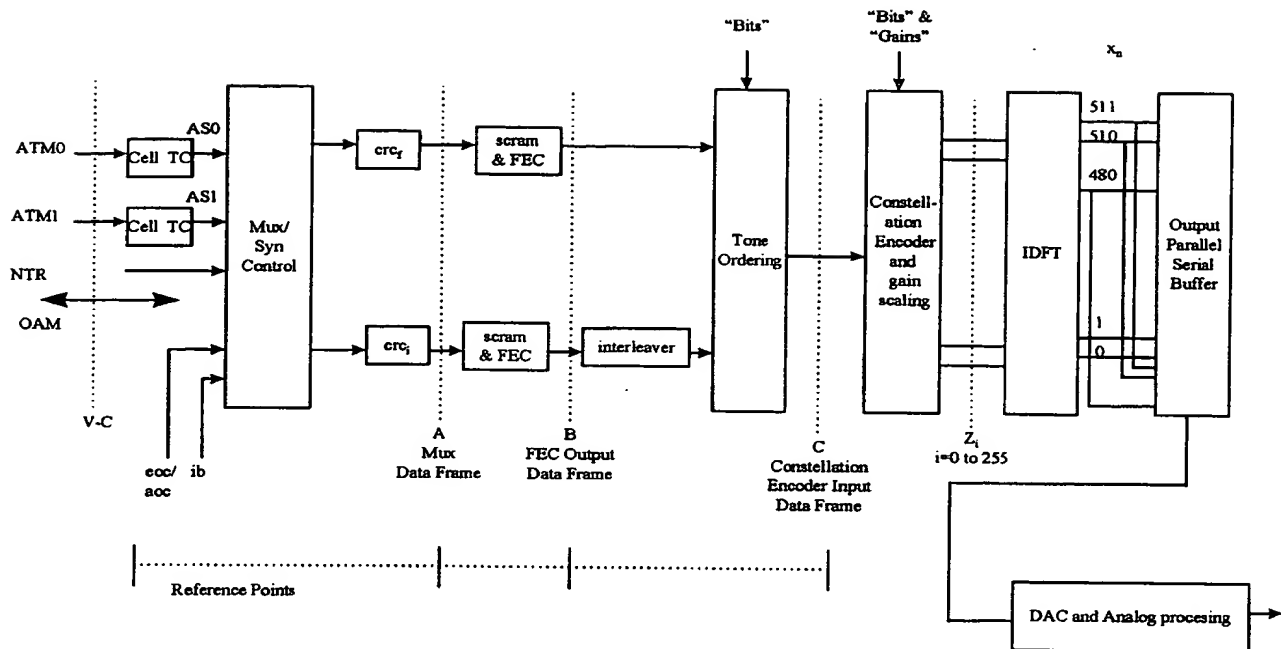 "Bits"
"Bits" &
"Gains"
xn
ATM0
Cell TC
AS0
ATM1
Cell TC
AS1
NTR
OAM
V-C
eoc/
aoc
ib
Mux/
Syn
Control
crcf
scram
& FEC
crci
scram
& FEC
interleaver
Tone
Ordering
Constell-
ation
Encoder
and
gain
scaling
IDFT
511
510
480
1
0
Output
Parallel
Serial
Buffer
A
Mux
Data Frame
B
FEC Output
Data Frame
C
Constellation
Encoder Input
Data Frame
Zi
i=0 to 255
Reference Points
DAC and Analog procesing